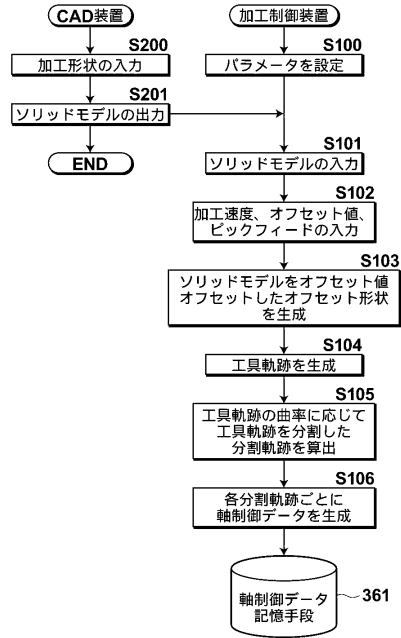 CAD装置
S200
加工形状の入力
S201
ソリッドモデルの出力
END
加工制御装置
S100
パラメータを設定
S101
ソリッドモデルの入力
S102
加工速度、オフセット値、
ピックフィードの入力
S103
ソリッドモデルをオフセット値
オフセットしたオフセット形状
を生成
S104
工具軌跡を生成
S105
工具軌跡の曲率に応じて
工具軌跡を分割した
分割軌跡を算出
S106
各分割軌跡ごとに
軸制御データを生成
軸制御データ
記憶手段
361